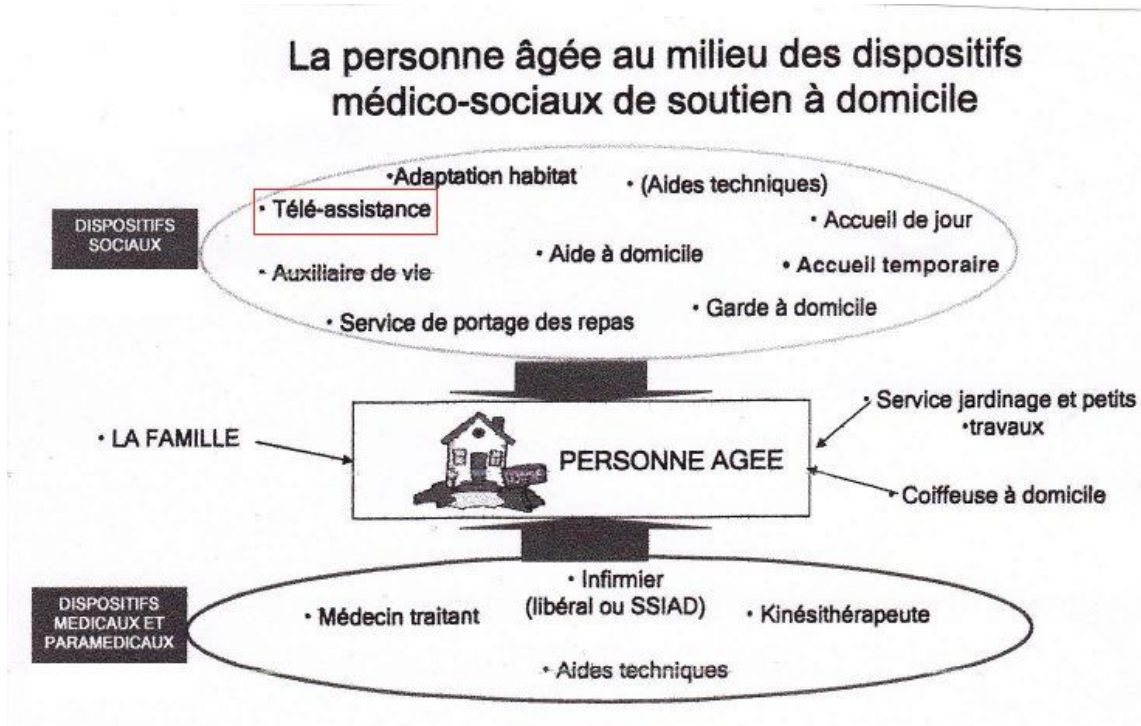 La personne âgée au milieu des dispositifs
médico-sociaux de soutien à domicile
•Adaptation habitat
• (Aides techniques)
• Télé-assistance
DISPOSITIFS
SOCIAUX
• Accueil de jour
• Aide à domicile
• Auxiliaire de vie
• Accueil temporaire
• Garde à domicile
• Service de portage des repas
• Service jardinage et petits
•travaux
• LA FAMILLE
PERSONNE AGEE
• Coiffeuse à domicile
• Infirmier
(libéral ou SSIAD)
DISPOSITIFS
MEDICAUX ET
PARAMEDICAUX
• Médecin traitant
• Kinésithérapeute
• Aides techniques